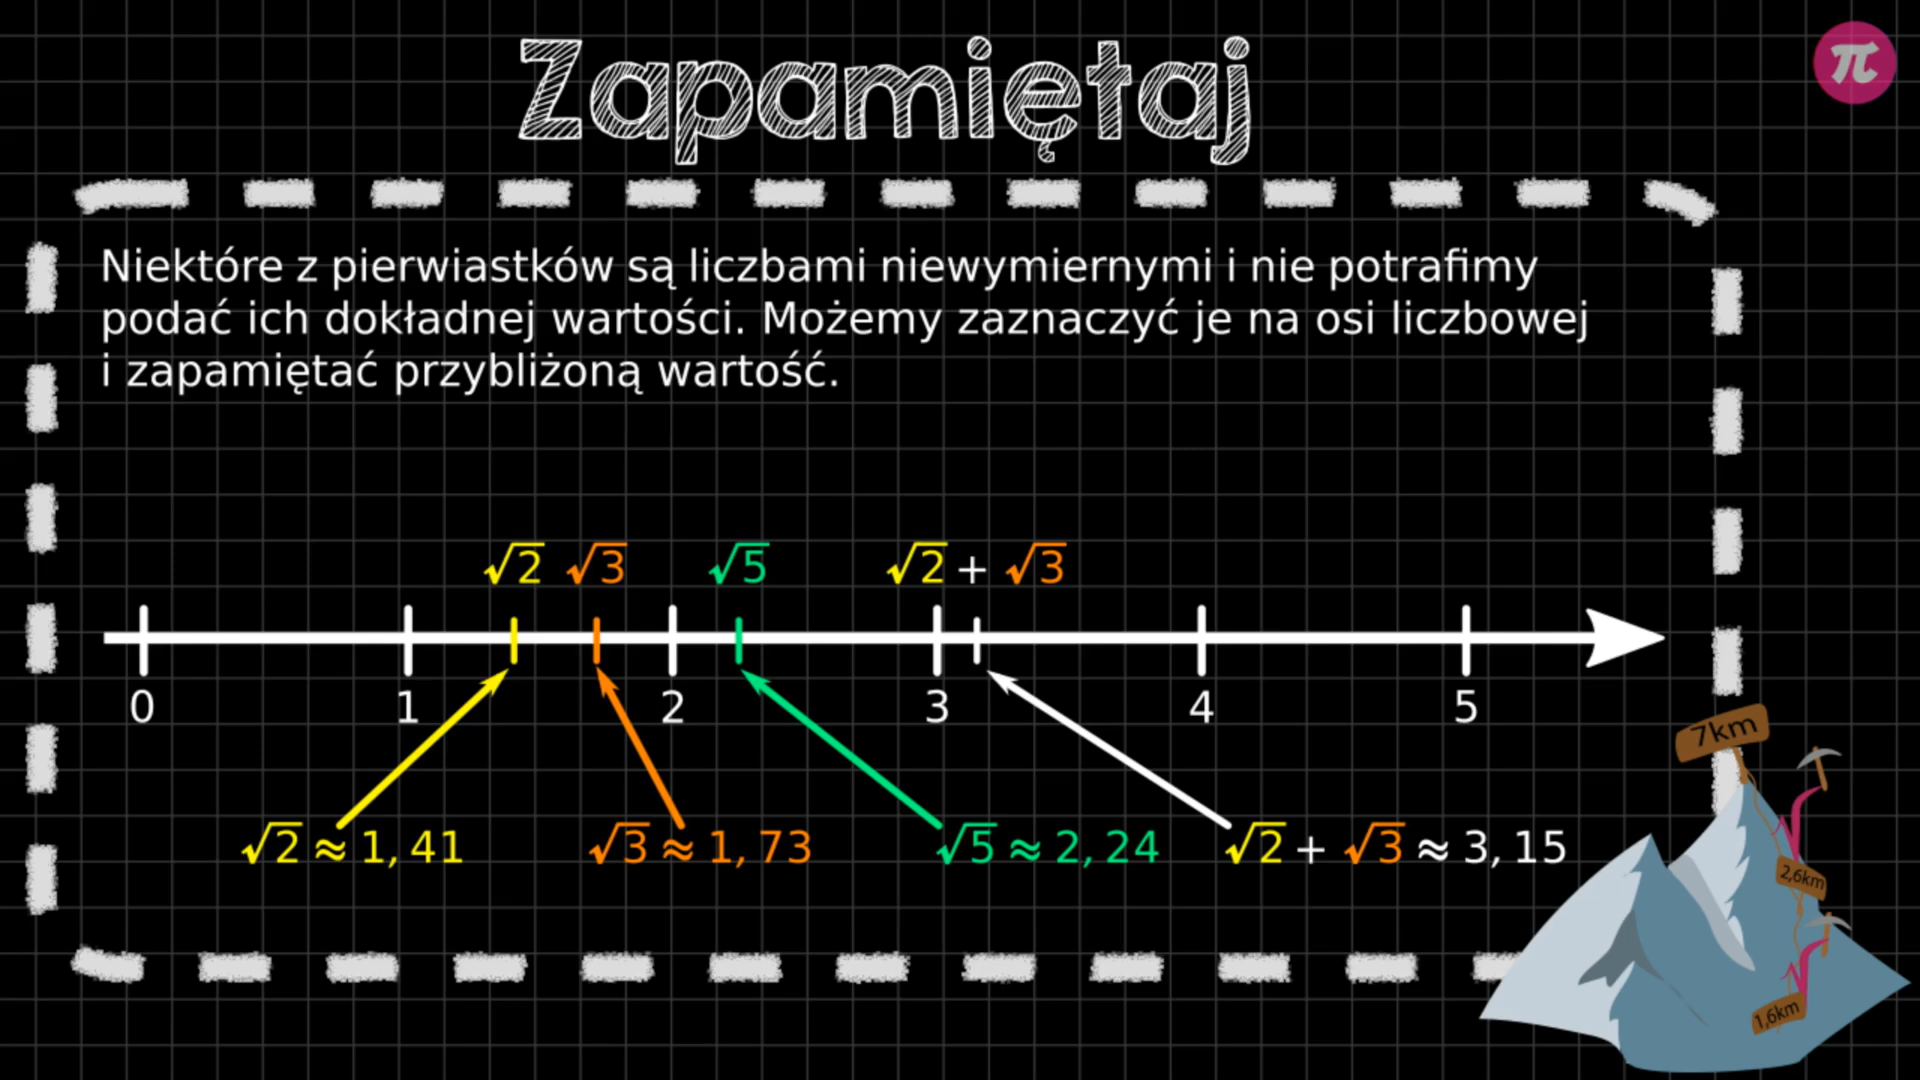 Zapamiętaj
π
Niektóre z pierwiastków są liczbami niewymiernymi i nie potrafimy
podać ich dokładnej wartości. Możemy zaznaczyć je na osi liczbowej
i zapamiętać przybliżoną wartość.
√2 √3 √5 √2 + √3
0 1 2 3 4 5
7km
√2 ≈ 1, 41 √3 ≈ 1, 73 √5 ≈ 2, 24 √2 + √3 ≈ 3, 15
2,6km
1,6km